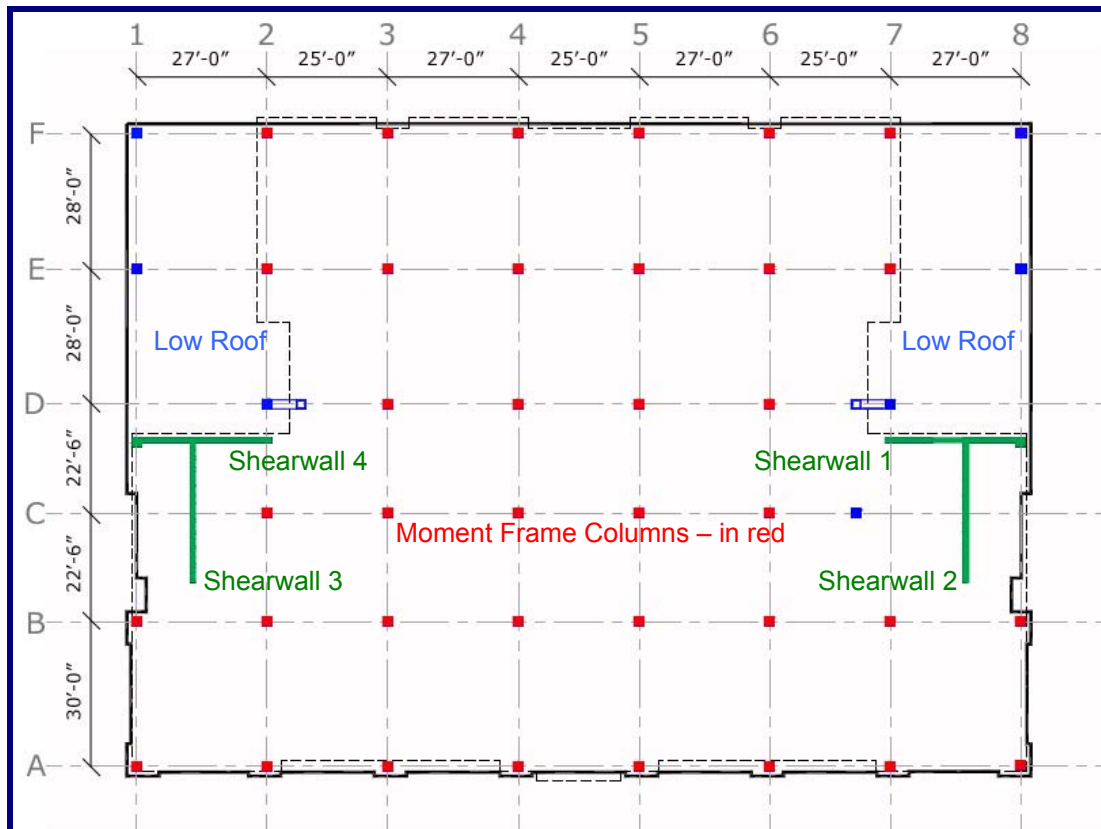 1 2 3 4 5 6 7 8
27’-0” 25’-0” 27’-0” 25’-0” 27’-0” 25’-0” 27’-0”
F
28’-0”
E
28’-0”
Low Roof Low Roof
D
22’-6”
Shearwall 4 Shearwall 1
C
Moment Frame Columns – in red
22’-6”
Shearwall 3 Shearwall 2
B
30’-0”
A